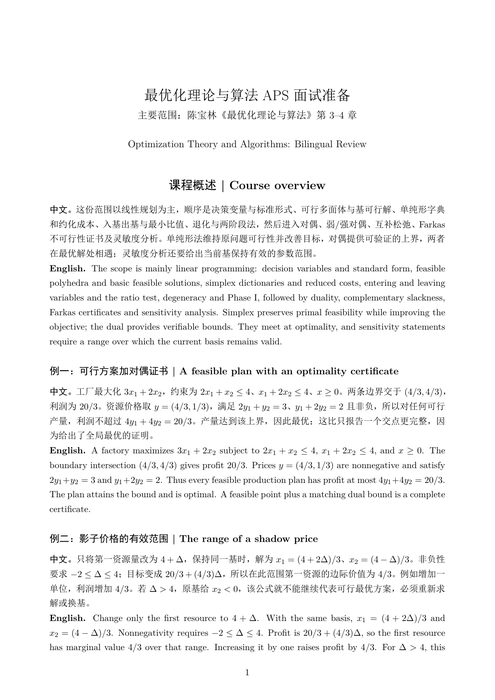 最优化理论与算法 APS 面试准备
主要范围：陈宝林《最优化理论与算法》第 3–4 章
Optimization Theory and Algorithms: Bilingual Review
课程概述 | Course overview
中文。这份范围以线性规划为主，顺序是决策变量与标准形式、可行多面体与基可行解、单纯形字典
和约化成本、入基出基与最小比值、退化与两阶段法，然后进入对偶、弱/强对偶、互补松弛、Farkas
不可行性证书及灵敏度分析。单纯形法维持原问题可行性并改善目标，对偶提供可验证的上界，两者
在最优解处相遇；灵敏度分析还要给出当前基保持有效的参数范围。
English. The scope is mainly linear programming: decision variables and standard form, feasible
polyhedra and basic feasible solutions, simplex dictionaries and reduced costs, entering and leaving
variables and the ratio test, degeneracy and Phase I, followed by duality, complementary slackness,
Farkas certificates and sensitivity analysis. Simplex preserves primal feasibility while improving the
objective; the dual provides verifiable bounds. They meet at optimality, and sensitivity statements
require a range over which the current basis remains valid.
例一：可行方案加对偶证书 | A feasible plan with an optimality certificate
中文。工厂最大化 3x₁ + 2x₂，约束为 2x₁ + x₂ ≤ 4、x₁ + 2x₂ ≤ 4、x ≥ 0。两条边界交于 (4/3, 4/3)，
利润为 20/3。资源价格取 y = (4/3, 1/3)，满足 2y₁ + y₂ = 3、y₁ + 2y₂ = 2 且非负，所以对任何可行
产量，利润不超过 4y₁ + 4y₂ = 20/3。产量达到该上界，因此最优；这比只报告一个交点更完整，因
为给出了全局最优的证明。
English. A factory maximizes 3x₁ + 2x₂ subject to 2x₁ + x₂ ≤ 4, x₁ + 2x₂ ≤ 4, and x ≥ 0. The
boundary intersection (4/3, 4/3) gives profit 20/3. Prices y = (4/3, 1/3) are nonnegative and satisfy
2y₁+y₂ = 3 and y₁+2y₂ = 2. Thus every feasible production plan has profit at most 4y₁+4y₂ = 20/3.
The plan attains the bound and is optimal. A feasible point plus a matching dual bound is a complete
certificate.
例二：影子价格的有效范围 | The range of a shadow price
中文。只将第一资源量改为 4 + Δ，保持同一基时，解为 x₁ = (4 + 2Δ)/3、x₂ = (4 − Δ)/3。非负性
要求 −2 ≤ Δ ≤ 4；目标变成 20/3 + (4/3)Δ，所以在此范围第一资源的边际价值为 4/3。例如增加一
单位，利润增加 4/3。若 Δ > 4，原基给 x₂ < 0，该公式就不能继续代表可行最优方案，必须重新求
解或换基。
English. Change only the first resource to 4 + Δ. With the same basis, x₁ = (4 + 2Δ)/3 and
x₂ = (4 − Δ)/3. Nonnegativity requires −2 ≤ Δ ≤ 4. Profit is 20/3 + (4/3)Δ, so the first resource
has marginal value 4/3 over that range. Increasing it by one raises profit by 4/3. For Δ > 4, this
1